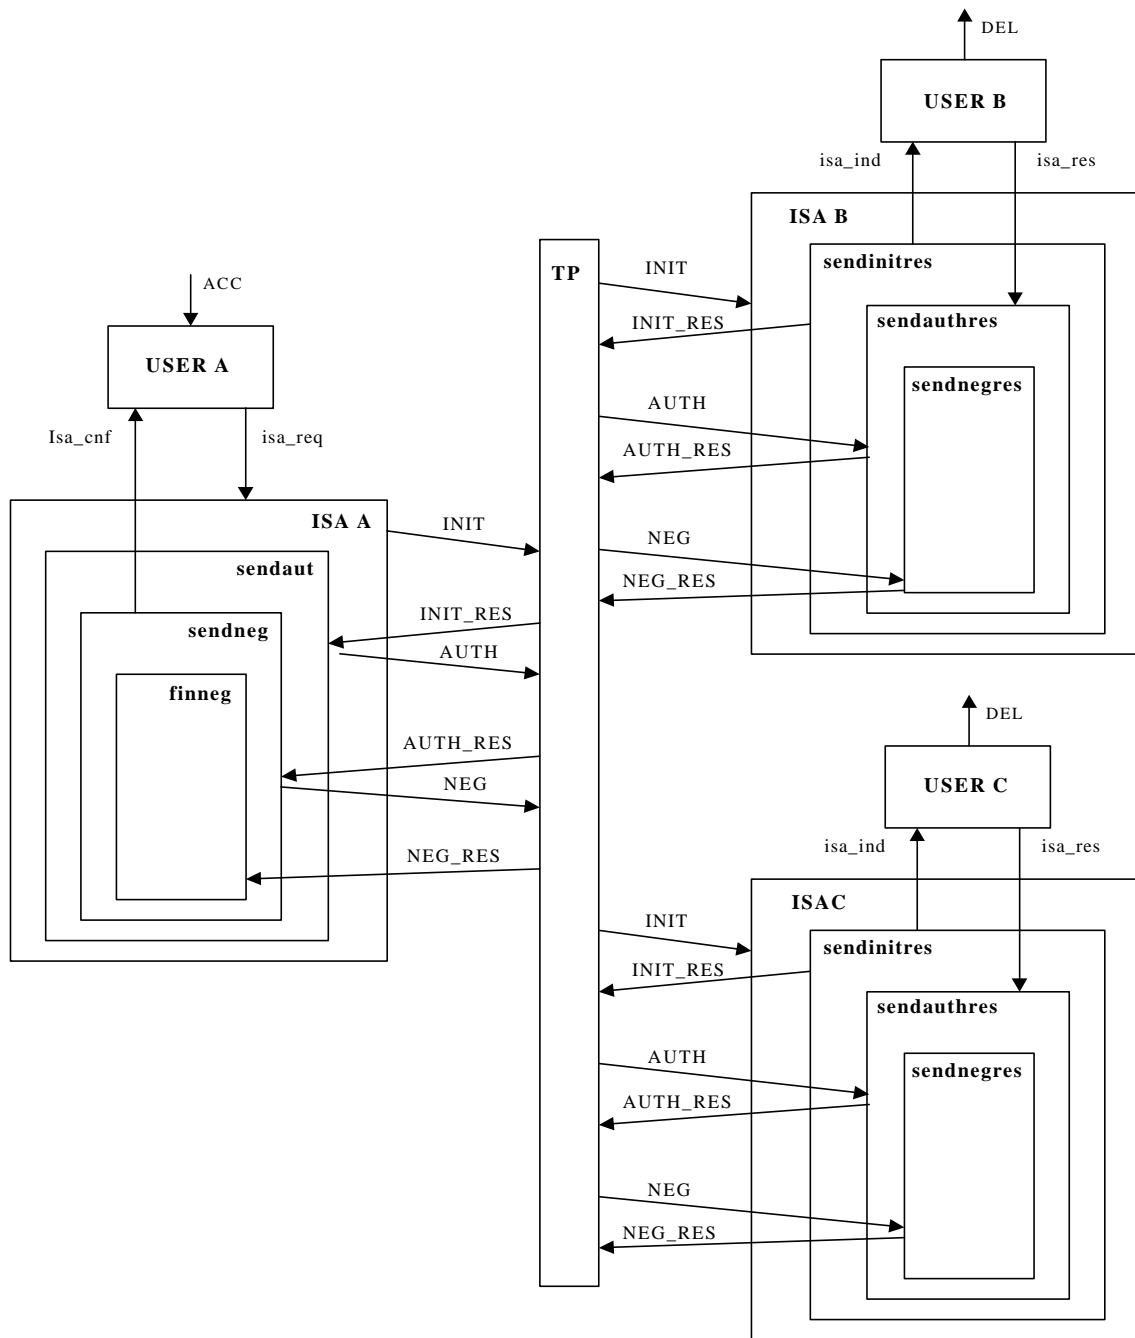 DEL
USER B
isa_ind
isa_res
ISA B
sendinitres
TP
INIT
ACC
sendauthres
INIT_RES
USER A
sendnegres
AUTH
Isa_cnf
isa_req
AUTH_RES
ISA A
INIT
NEG
sendaut
NEG_RES
INIT_RES
sendneg
AUTH
finneg
DEL
AUTH_RES
USER C
NEG
isa_ind
isa_res
NEG_RES
ISAC
INIT
sendinitres
INIT_RES
sendauthres
AUTH
sendnegres
AUTH_RES
NEG
NEG_RES